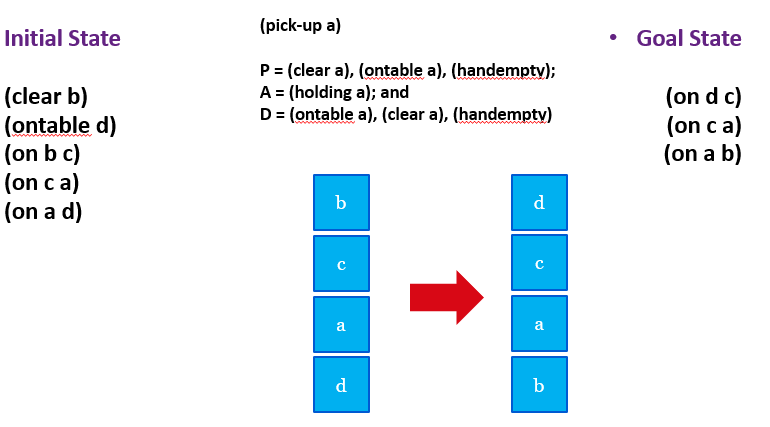 Initial State
(clear b)
(ontable d)
(on b c)
(on c a)
(on a d)
(pick-up a)
P = (clear a), (ontable a), (handempty);
A = (holding a); and
D = (ontable a), (clear a), (handempty)
• Goal State
(on d c)
(on c a)
(on a b)
b
c
a
d
d
c
a
b